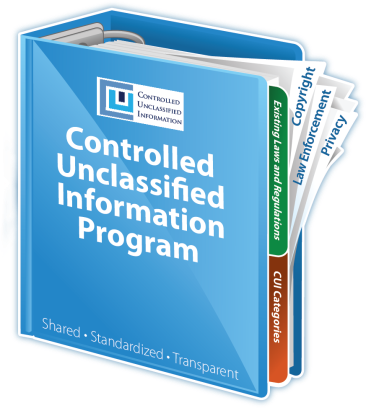 CONTROLLED
UNCLASSIFIED
INFORMATION
Controlled
Unclassified
Information
Program
Shared • Standardized • Transparent
Existing Laws and Regulations
CUI Categories
Copyright
Law Enforcement
Privacy